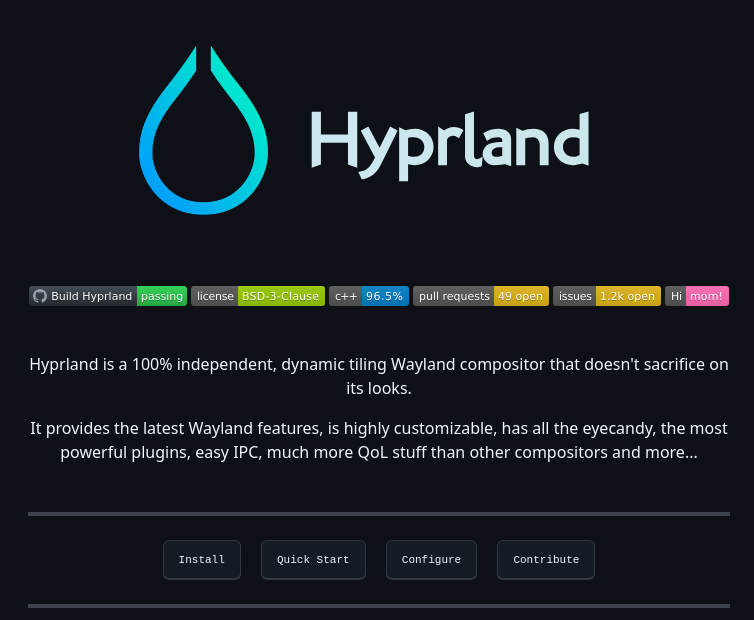 Hyprland
Build Hyprland passing license BSD-3-Clause c++ 96.5% pull requests 49 open issues 1.2k open Hi mom!
Hyprland is a 100% independent, dynamic tiling Wayland compositor that doesn't sacrifice on
its looks.
It provides the latest Wayland features, is highly customizable, has all the eyecandy, the most
powerful plugins, easy IPC, much more QoL stuff than other compositors and more...
Install Quick Start Configure Contribute